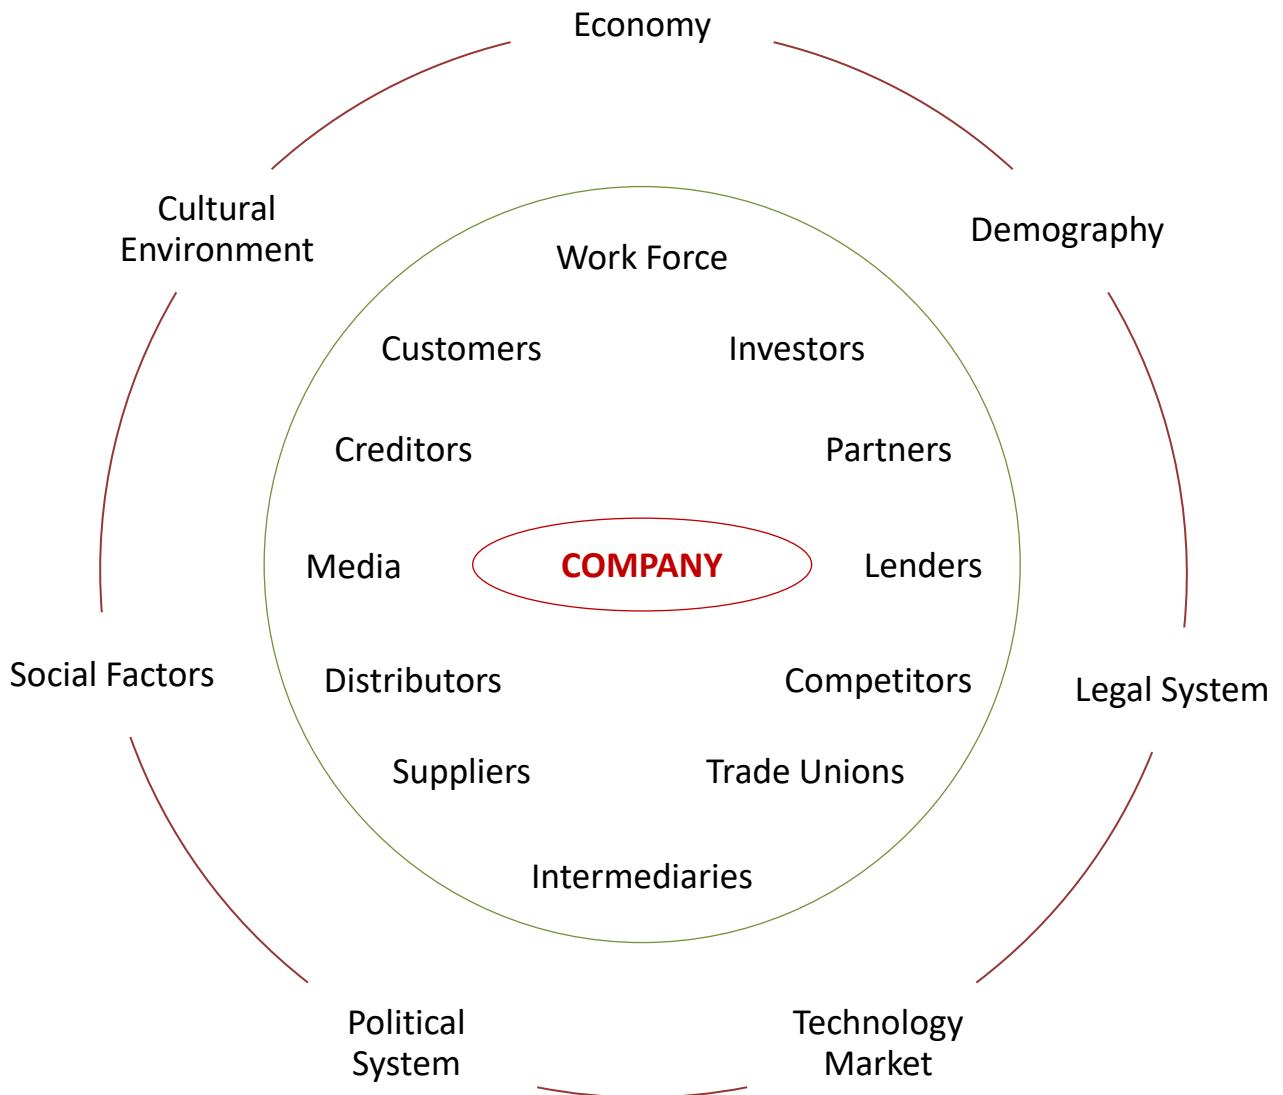 Economy
Cultural
Environment
Demography
Work Force
Customers
Investors
Creditors
Partners
Media
COMPANY
Lenders
Social Factors
Distributors
Competitors
Legal System
Suppliers
Trade Unions
Intermediaries
Political
System
Technology
Market